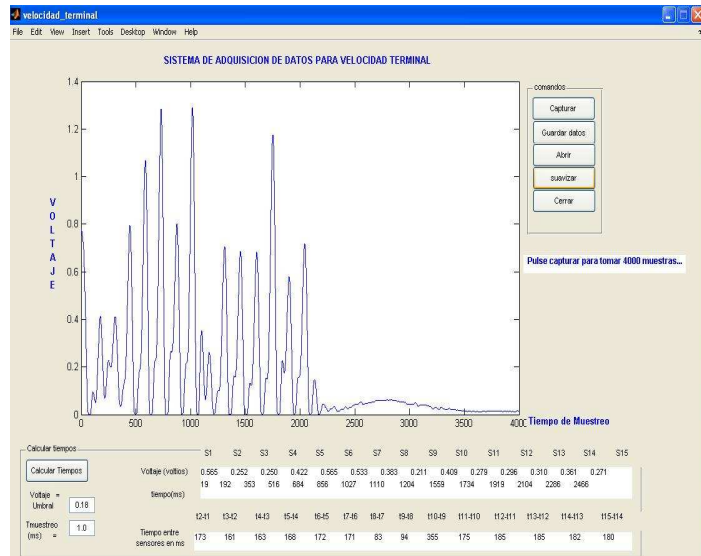 velocidad_terminal
File Edit View Insert Tools Desktop Window Help
SISTEMA DE ADQUISICION DE DATOS PARA VELOCIDAD TERMINAL
VOLTAJE
1.4
1.2
1
0.8
0.6
0.4
0.2
0
0 500 1000 1500 2000 2500 3000 3500 4000
Tiempo de Muestreo
comandos
Capturar
Guardar datos
Abrir
suavizar
Cerrar
Pulse capturar para tomar 4000 muestras...
Calcular tiempos
Calcular Tiempos
Voltaje = Umbral 0.18
Tmuestreo (ms) = 1.0
S1 S2 S3 S4 S5 S6 S7 S8 S9 S10 S11 S12 S13 S14 S15
Voltaje (voltios) 0.565 0.252 0.250 0.422 0.565 0.533 0.383 0.211 0.409 0.279 0.296 0.310 0.361 0.271
tiempo(ms) 19 192 353 516 684 856 1027 1110 1204 1559 1734 1919 2104 2286 2466
t2-t1 t3-t2 t4-t3 t5-t4 t6-t5 t7-t6 t8-t7 t9-t8 t10-t9 t11-t10 t12-t11 t13-t12 t14-t13 t15-t14
Tiempo entre sensores en ms 173 161 163 168 172 171 83 94 355 175 185 185 182 180